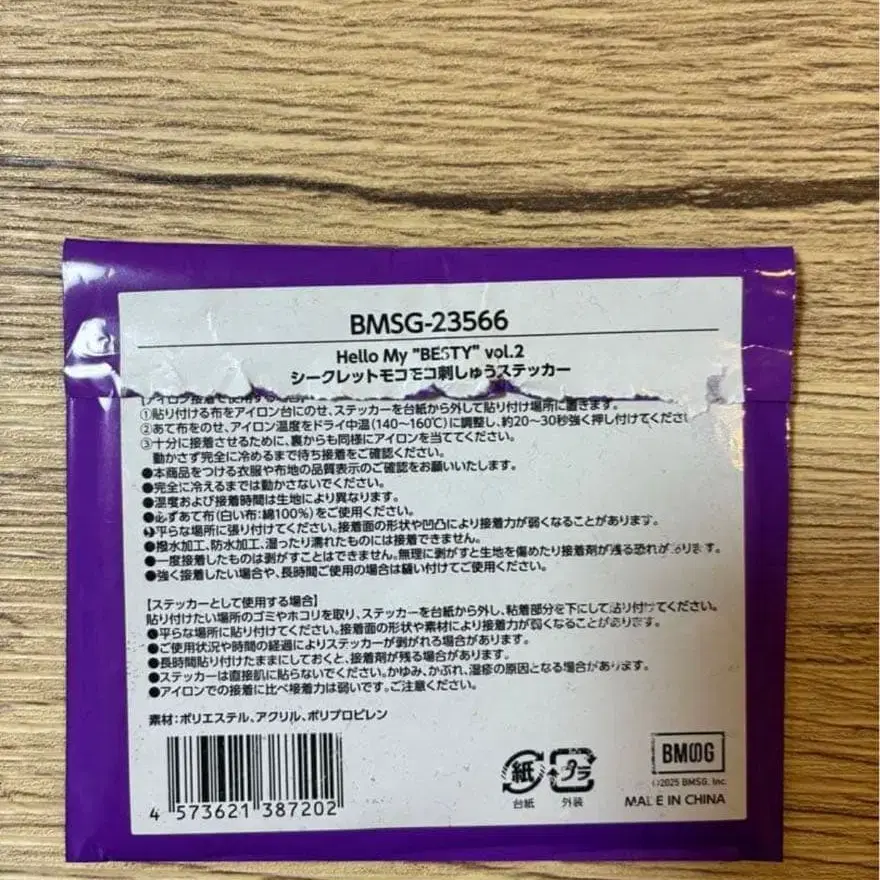 BMSG-23566
Hello My "BESTY" vol.2
シークレットモコモコ刺しゅうステッカー
①貼り付ける布をアイロン台にのせ、ステッカーを台紙から外して貼り付け場所に置きます。
②あて布をのせ、アイロン温度をドライ中温(140～160℃)に調整し、約20～30秒強く押し付けてくださ
③十分に接着させるために、裏からも同様にアイロンを当ててください。
動かさず完全に冷めるまで待ち接着をご確認ください。
●本商品をつける衣服や布地の品質表示のご確認をお願いいたします。
●完全に冷えるまでは動かさないでください。
●温度および接着時間は生地により異なります。
●必ずあて布(白い布:綿100%)をご使用ください。
●平らな場所に張り付けてください。接着面の形状や凹凸により接着力が弱くなることがあります。
●撥水加工、防水加工、湿ったり濡れたものには接着できません。
●一度接着したものは剥がすことはできません。無理に剥がすと生地を傷めたり接着剤が残る恐れがあります。
●強く接着したい場合や、長時間ご使用の場合は縫い付けてご使用ください。
【ステッカーとして使用する場合】
貼り付けたい場所のゴミやホコリを取り、ステッカーを台紙から外し、粘着部分を下にして貼り付けてください。
●平らな場所に貼り付けてください。接着面の形状や素材により接着力が弱くなることがあります。
●ご使用状況や時間の経過によりステッカーが剥がれる場合があります。
●長時間貼り付けたままにしておくと、接着剤が残る場合があります。
●ステッカーは直接肌に貼らないでください。かゆみ、かぶれ、湿疹の原因となる場合があります。
●アイロンでの接着に比べ接着力は弱いです。ご注意ください。
素材:ポリエステル、アクリル、ポリプロピレン
4 573621 387202
紙 台紙
プラ 外装
BMSG
©2025 BMSG, Inc.
MADE IN CHINA